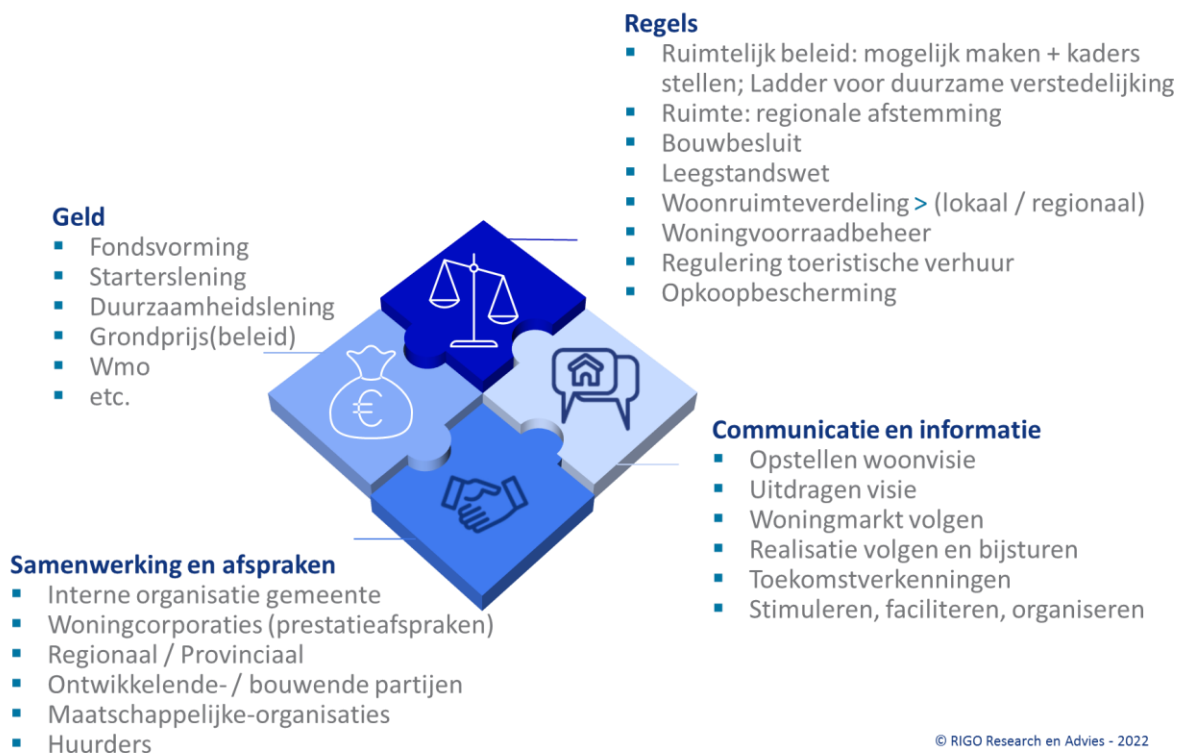 Regels
▪ Ruimtelijk beleid: mogelijk maken + kaders
stellen; Ladder voor duurzame verstedelijking
▪ Ruimte: regionale afstemming
▪ Bouwbesluit
▪ Leegstandswet
▪ Woonruimteverdeling > (lokaal / regionaal)
▪ Woningvoorraadbeheer
▪ Regulering toeristische verhuur
▪ Opkoopbescherming
Geld
▪ Fondsvorming
▪ Starterslening
▪ Duurzaamheidslening
▪ Grondprijs(beleid)
▪ Wmo
▪ etc.
€
Communicatie en informatie
▪ Opstellen woonvisie
▪ Uitdragen visie
▪ Woningmarkt volgen
▪ Realisatie volgen en bijsturen
▪ Toekomstverkenningen
▪ Stimuleren, faciliteren, organiseren
Samenwerking en afspraken
▪ Interne organisatie gemeente
▪ Woningcorporaties (prestatieafspraken)
▪ Regionaal / Provinciaal
▪ Ontwikkelende- / bouwende partijen
▪ Maatschappelijke-organisaties
▪ Huurders
© RIGO Research en Advies - 2022